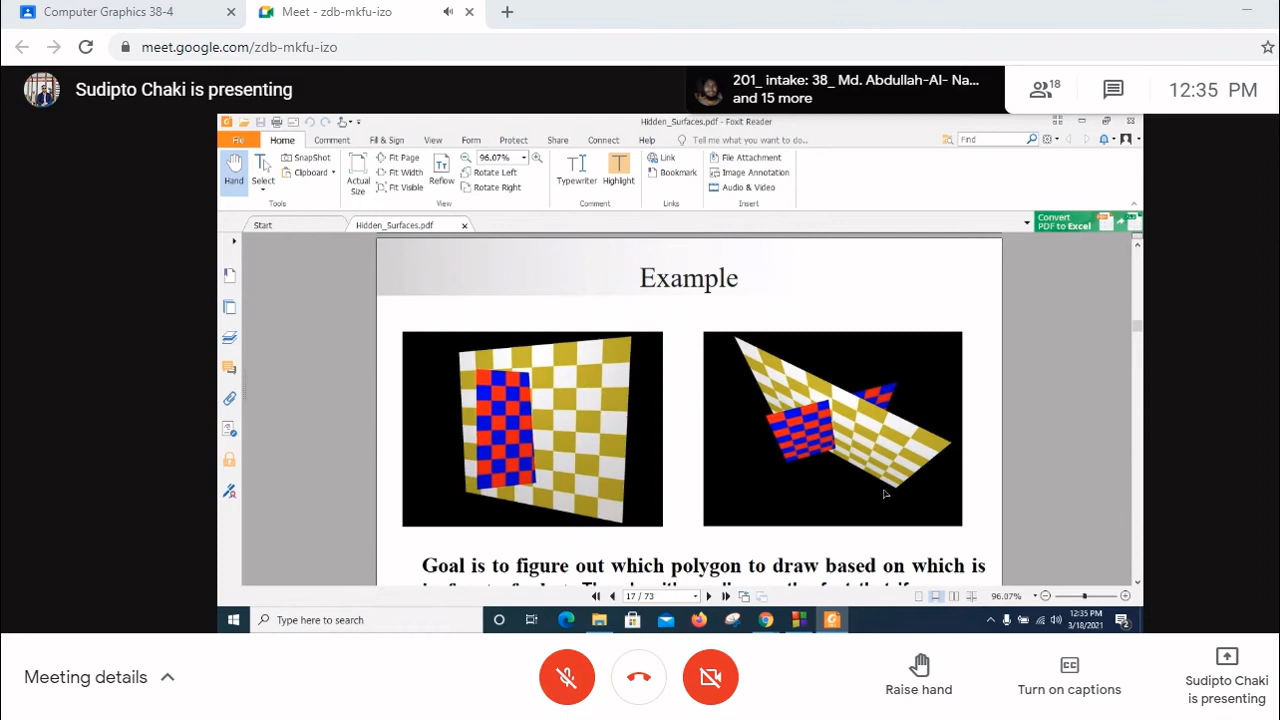 Computer Graphics 38-4
Meet - zdb-mkfu-izo
meet.google.com/zdb-mkfu-izo
Sudipto Chaki is presenting
201_ intake: 38_ Md. Abdullah-Al- Na...
and 15 more
18
12:35 PM
Hidden_Surfaces.pdf - Foxit Reader
File Home Comment Fill & Sign View Form Protect Share Connect Help Tell me what you want to do... Find
Hand
Select
SnapShot
Clipboard
Tools
Actual Size
Fit Page
Fit Width
Fit Visible
Reflow
96.07%
Rotate Left
Rotate Right
View
Typewriter
Highlight
Comment
Link
Bookmark
Links
File Attachment
Image Annotation
Audio & Video
Insert
Start
Hidden_Surfaces.pdf
Convert
PDF to Excel
Example
Goal is to figure out which polygon to draw based on which is
17 / 73
96.07%
Type here to search
12:35 PM
3/18/2021
Meeting details
Raise hand
Turn on captions
Sudipto Chaki
is presenting